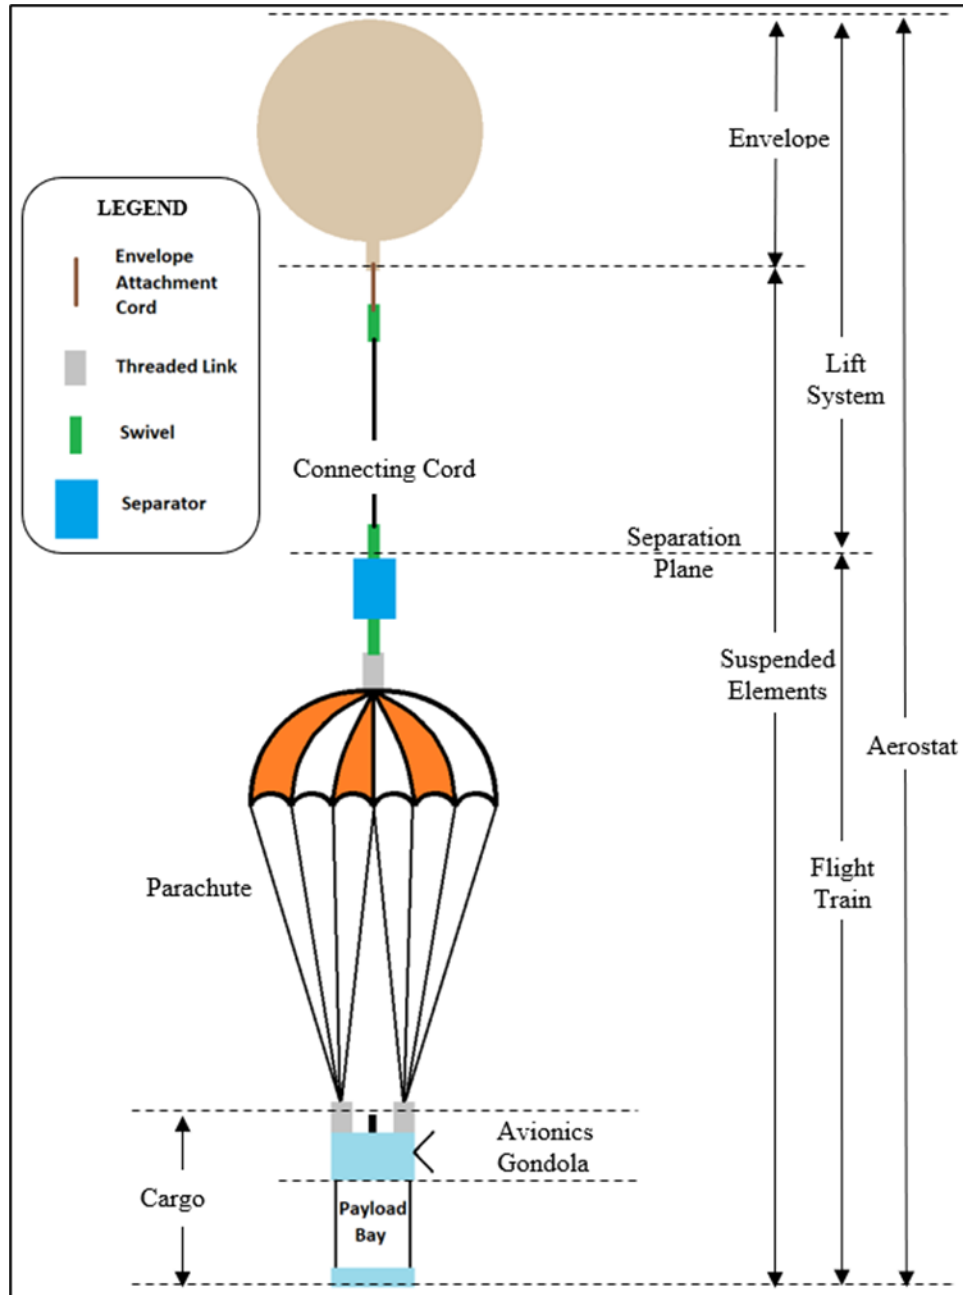 Envelope
LEGEND
Envelope
Attachment
Cord
Threaded Link
Swivel
Separator
Lift
System
Connecting Cord
Separation
Plane
Suspended
Elements
Aerostat
Parachute
Flight
Train
Avionics
Gondola
Cargo
Payload
Bay